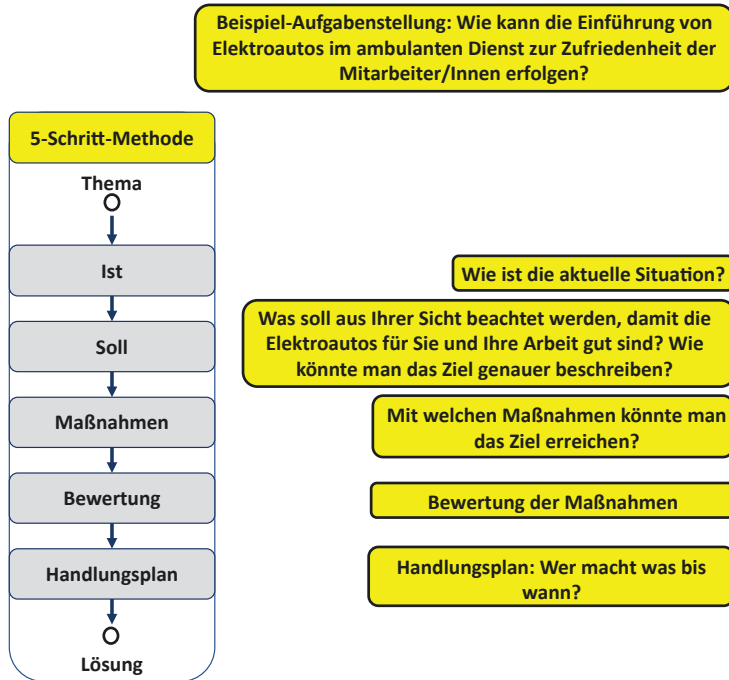 Beispiel-Aufgabenstellung: Wie kann die Einführung von
Elektroautos im ambulanten Dienst zur Zufriedenheit der
Mitarbeiter/Innen erfolgen?
5-Schritt-Methode
Thema
Ist
Wie ist die aktuelle Situation?
Soll
Was soll aus Ihrer Sicht beachtet werden, damit die
Elektroautos für Sie und Ihre Arbeit gut sind? Wie
könnte man das Ziel genauer beschreiben?
Maßnahmen
Mit welchen Maßnahmen könnte man
das Ziel erreichen?
Bewertung
Bewertung der Maßnahmen
Handlungsplan
Handlungsplan: Wer macht was bis
wann?
Lösung